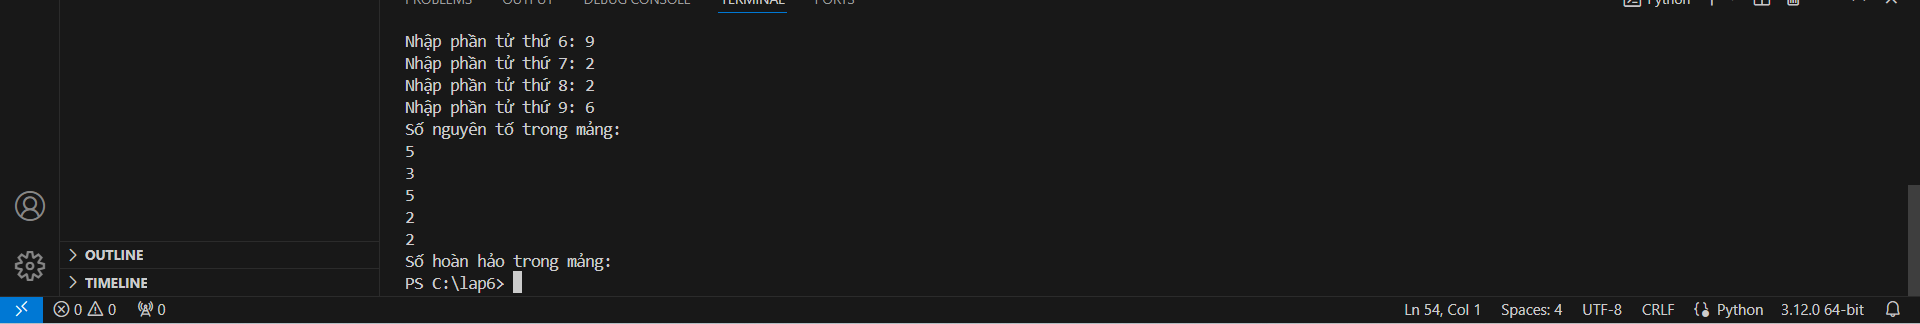 PROBLEMS OUTPUT DEBUG CONSOLE TERMINAL PORTS Python
Nhập phần tử thứ 6: 9
Nhập phần tử thứ 7: 2
Nhập phần tử thứ 8: 2
Nhập phần tử thứ 9: 6
Số nguyên tố trong mảng:
5
3
5
2
2
Số hoàn hảo trong mảng:
PS C:\lap6>
OUTLINE
TIMELINE
0 0 0 Ln 54, Col 1 Spaces: 4 UTF-8 CRLF Python 3.12.0 64-bit